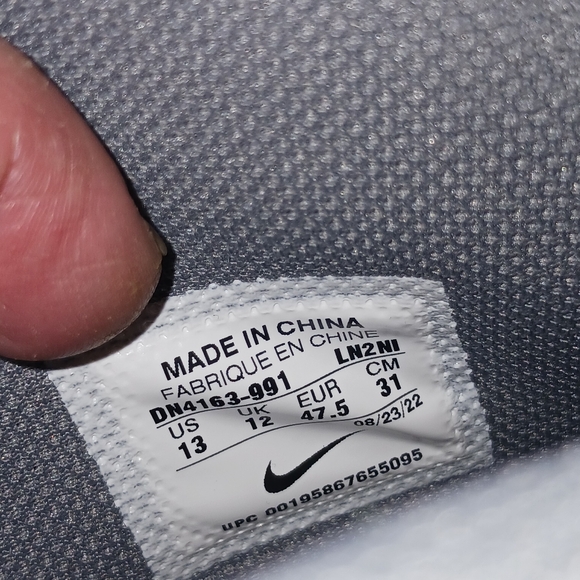 MADE IN CHINA
FABRIQUE EN CHINE
DN4163-991 LN2NI
US UK EUR CM
13 12 47.5 31
08/23/22
UPC 00195867655095